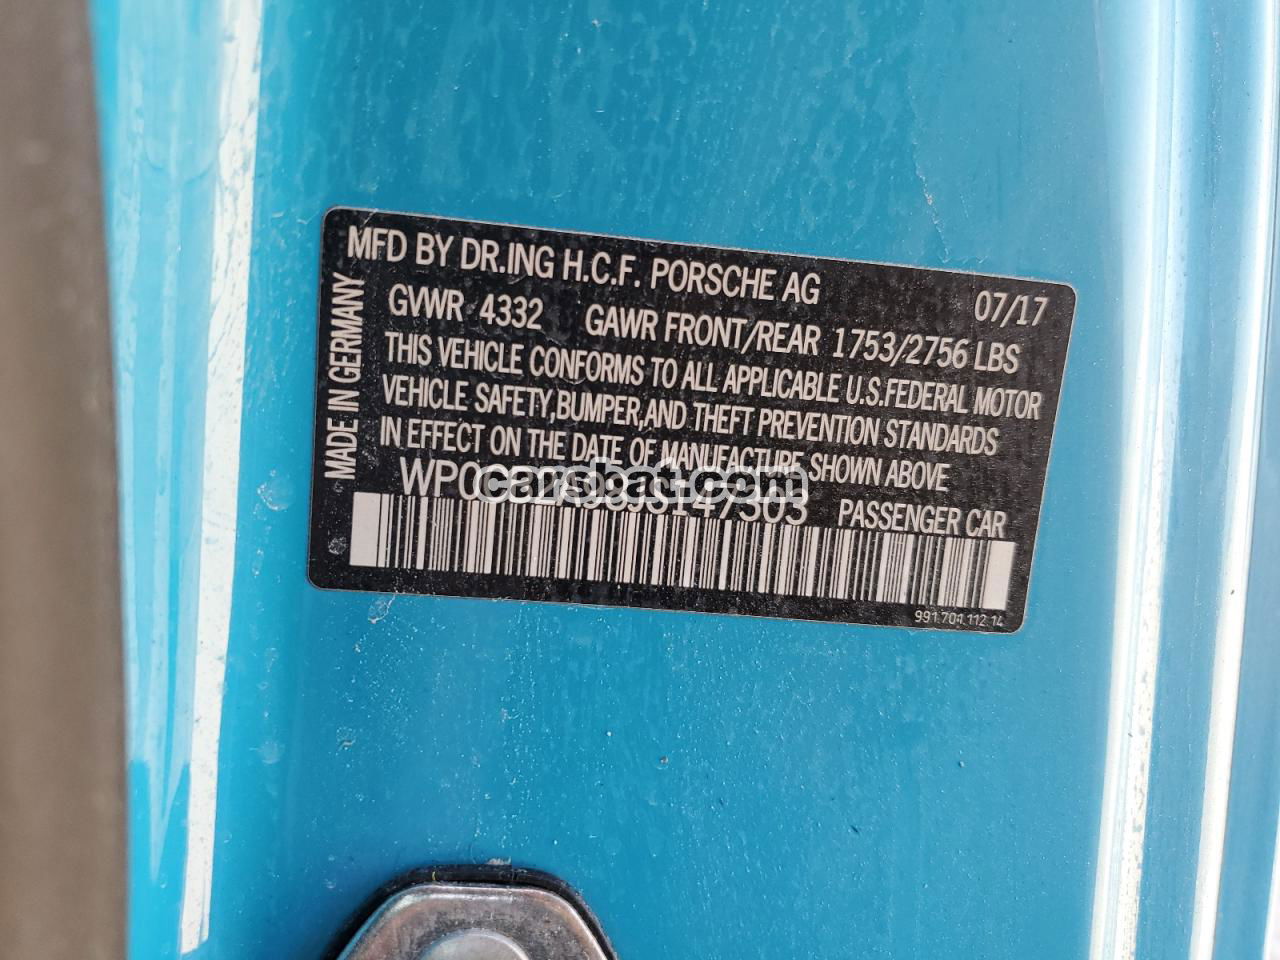 MFD BY DR.ING H.C.F. PORSCHE AG 07/17
GVWR 4332 GAWR FRONT/REAR 1753/2756 LBS
THIS VEHICLE CONFORMS TO ALL APPLICABLE U.S.FEDERAL MOTOR
VEHICLE SAFETY,BUMPER,AND THEFT PREVENTION STANDARDS
IN EFFECT ON THE DATE OF MANUFACTURE SHOWN ABOVE
PASSENGER CAR
MADE IN GERMANY
991.701.112.14
carsbat.com